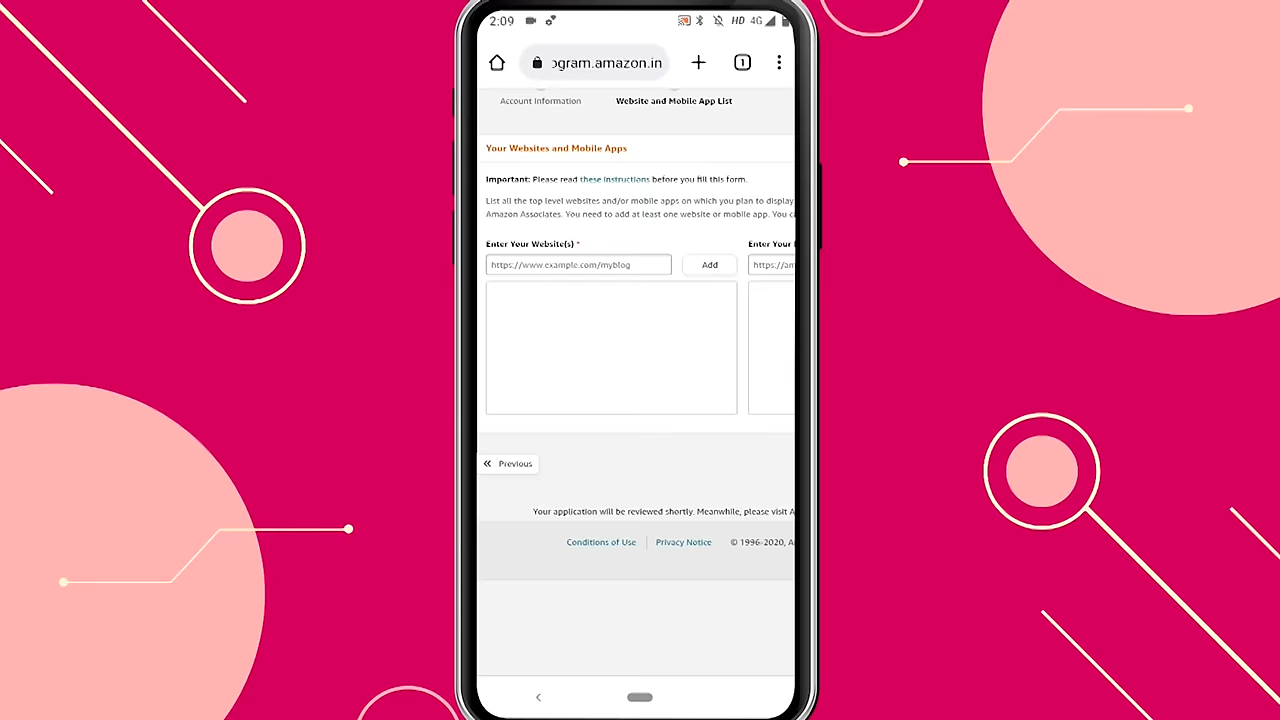 2:09 HD 4G
ogram.amazon.in 1
Account Information Website and Mobile App List
Your Websites and Mobile Apps
Important: Please read these instructions before you fill this form.
List all the top level websites and/or mobile apps on which you plan to display
Amazon Associates. You need to add at least one website or mobile app. You
Enter Your Website(s) * Enter Your
https://www.example.com/myblog Add https://am
« Previous
Your application will be reviewed shortly. Meanwhile, please visit A
Conditions of Use Privacy Notice © 1996-2020, A